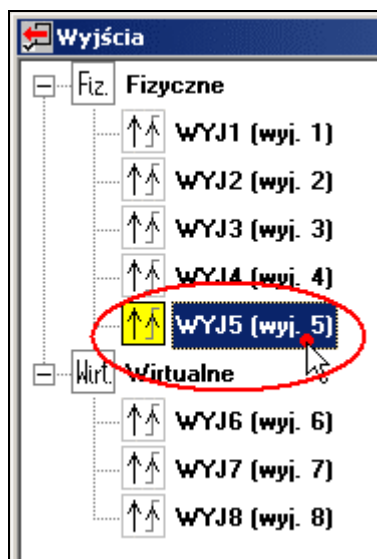 Wyjścia
Fiz. Fizyczne
WYJ1 (wyj. 1)
WYJ2 (wyj. 2)
WYJ3 (wyj. 3)
WYJ4 (wyj. 4)
WYJ5 (wyj. 5)
Wirt. Wirtualne
WYJ6 (wyj. 6)
WYJ7 (wyj. 7)
WYJ8 (wyj. 8)